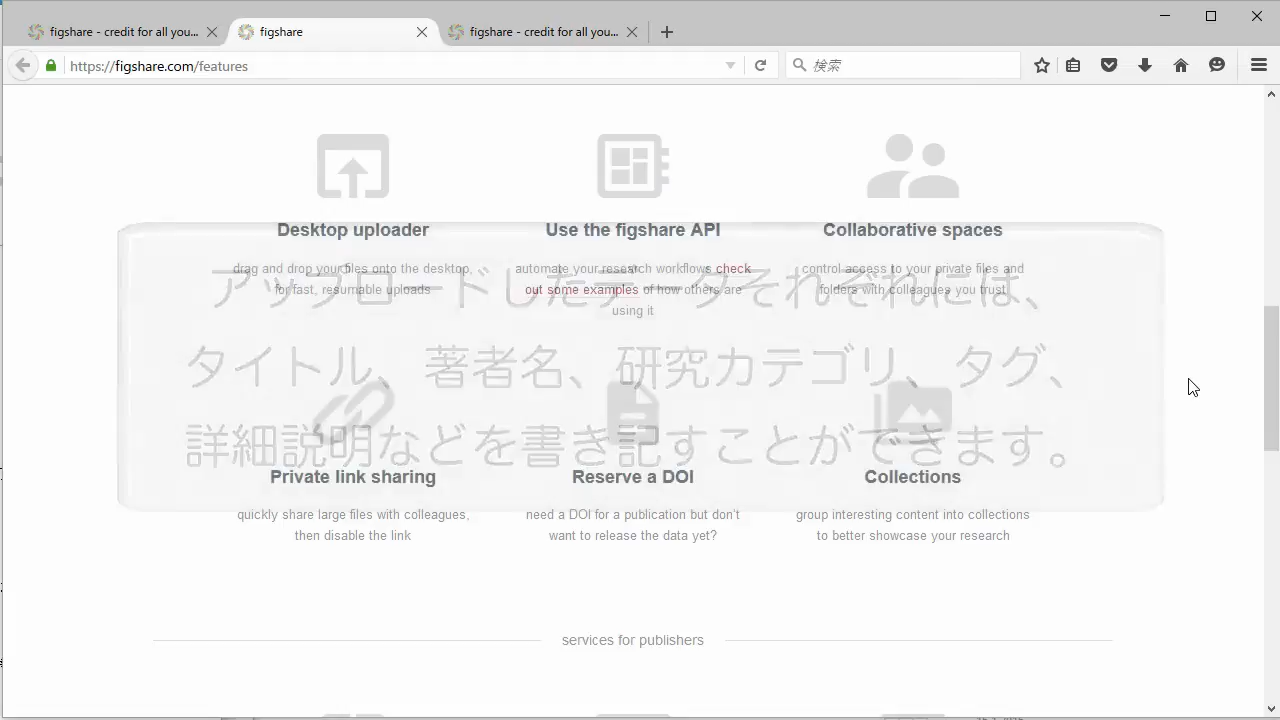 figshare - credit for all you...
figshare
figshare - credit for all you...
https://figshare.com/features
検索
Desktop uploader
Use the figshare API
Collaborative spaces
drag and drop your files onto the desktop,
for fast, resumable uploads
automate your research workflows check
out some examples of how others are
using it
control access to your private files and
folders with colleagues you trust
アップロードしたデータそれぞれには、
タイトル、著者名、研究カテゴリ、タグ、
詳細説明などを書き記すことができます。
Private link sharing
Reserve a DOI
Collections
quickly share large files with colleagues,
then disable the link
need a DOI for a publication but don't
want to release the data yet?
group interesting content into collections
to better showcase your research
services for publishers